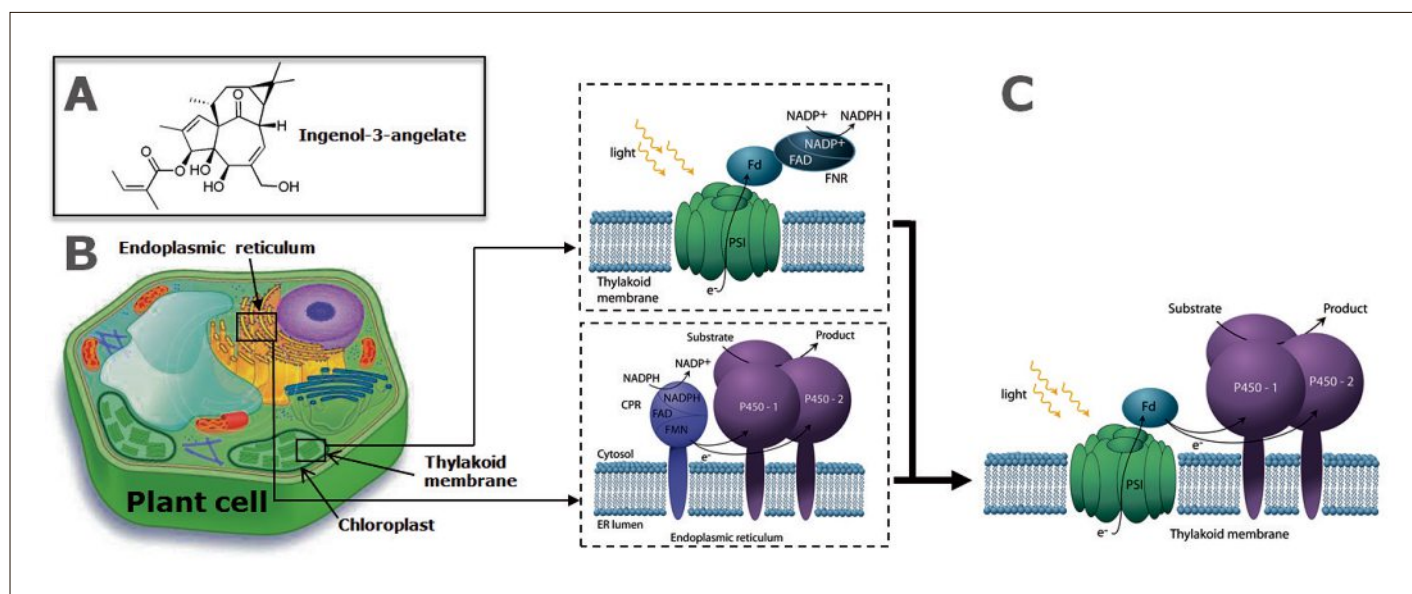 A
Ingenol-3-angelate
O
O
O
HO
HO
OH
H
B
Endoplasmic reticulum
Plant cell
Thylakoid
membrane
Chloroplast
NADP+
NADPH
NADP+
FAD
FNR
Fd
light
PSI
Thylakoid
membrane
e-
Substrate
Product
NADP+
NADPH
NADPH
CPR
FAD
FMN
P450 - 1
P450 - 2
Cytosol
e-
ER lumen
Endoplasmic reticulum
C
Substrate
Product
P450 - 1
P450 - 2
light
Fd
e-
PSI
e-
Thylakoid membrane